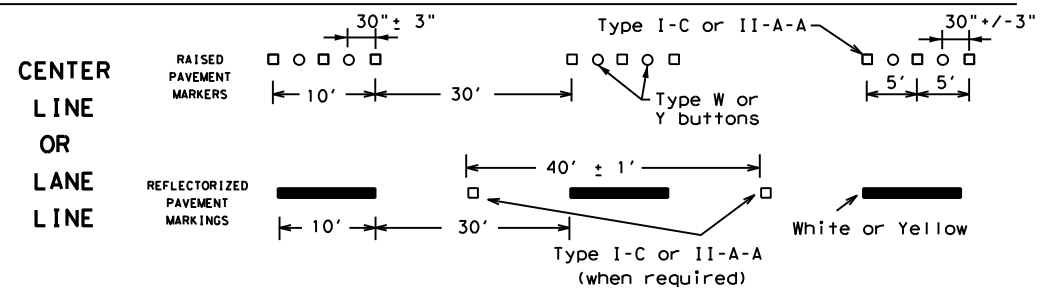 CENTER
LINE
OR
LANE
LINE
RAISED
PAVEMENT
MARKERS
30"± 3"
10'
30'
Type I-C or II-A-A
Type W or
Y buttons
30"+/-3"
5'
5'
REFLECTORIZED
PAVEMENT
MARKINGS
10'
30'
40' ± 1'
Type I-C or II-A-A
(when required)
White or Yellow